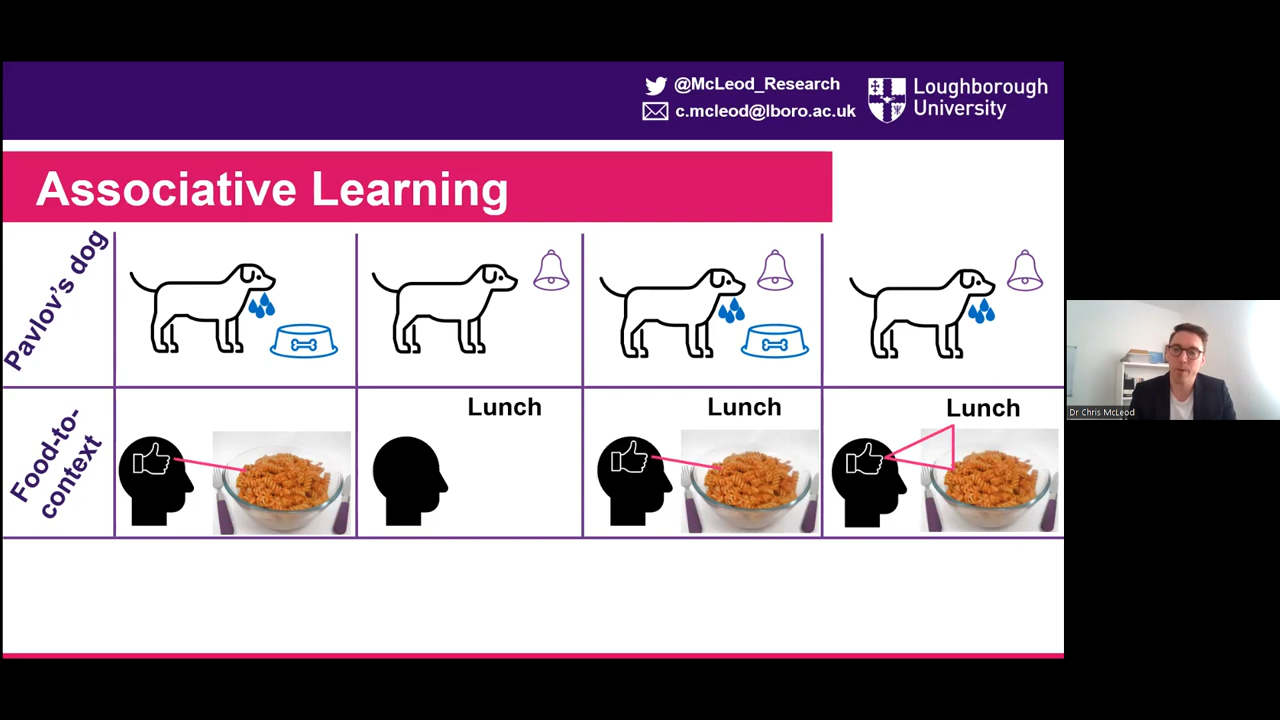 @McLeod_Research
c.mcleod@lboro.ac.uk
Loughborough
University
Associative Learning
Pavlov's dog
Food-to-
context
Lunch
Lunch
Lunch
Dr Chris McLeod